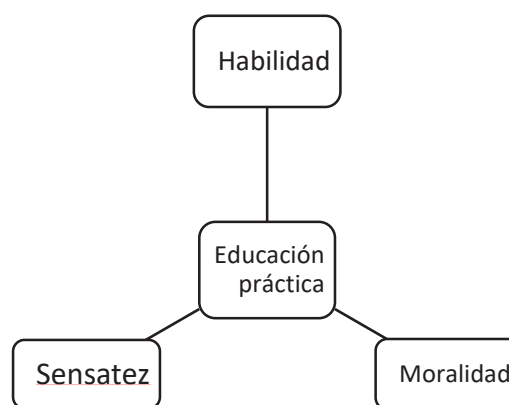 Habilidad
Educación
práctica
Sensatez
Moralidad